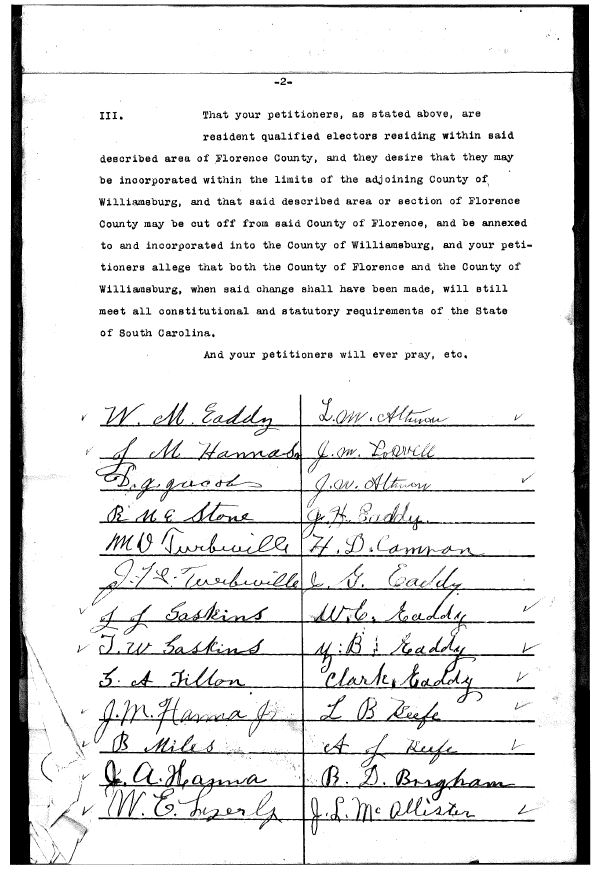 -2-
III. That your petitioners, as stated above, are
resident qualified electors residing within said
described area of Florence County, and they desire that they may
be incorporated within the limits of the adjoining County of
Williamsburg, and that said described area or section of Florence
County may be cut off from said County of Florence, and be annexed
to and incorporated into the County of Williamsburg, and your peti-
tioners allege that both the County of Florence and the County of
Williamsburg, when said change shall have been made, will still
meet all constitutional and statutory requirements of the State
of South Carolina.
And your petitioners will ever pray, etc.
W. M. Eaddy L. M. Altman
J M Hanna J. M.
J. W. Altman
Stone J. H. Eaddy
M D Turbeville H. D. Camron
Turbeville G. Eaddy
J J Gaskins W. C. Eaddy
T. W Gaskins Y. B. Eaddy
S. A Tillon Clark Eaddy
J. M. Hanna Jr L B Keefe
B Miles A J Keefe
J. A. Hanna B. D. Brigham
W. E. J. L. McAllister